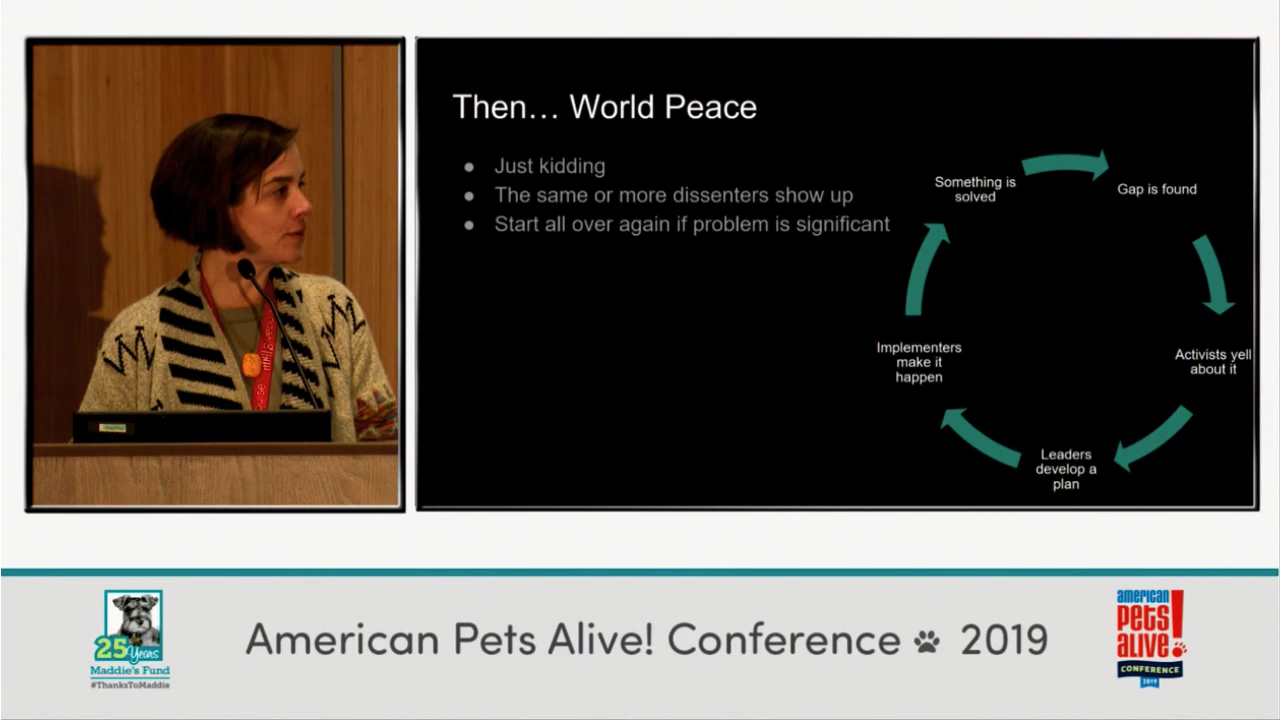 Then… World Peace
● Just kidding
● The same or more dissenters show up
● Start all over again if problem is significant
Something is
solved
Gap is found
Activists yell
about it
Leaders
develop a
plan
Implementers
make it
happen
25 Years
Maddie's Fund
#ThanksToMaddie
American Pets Alive! Conference 2019
american
pets
alive!
CONFERENCE
2019